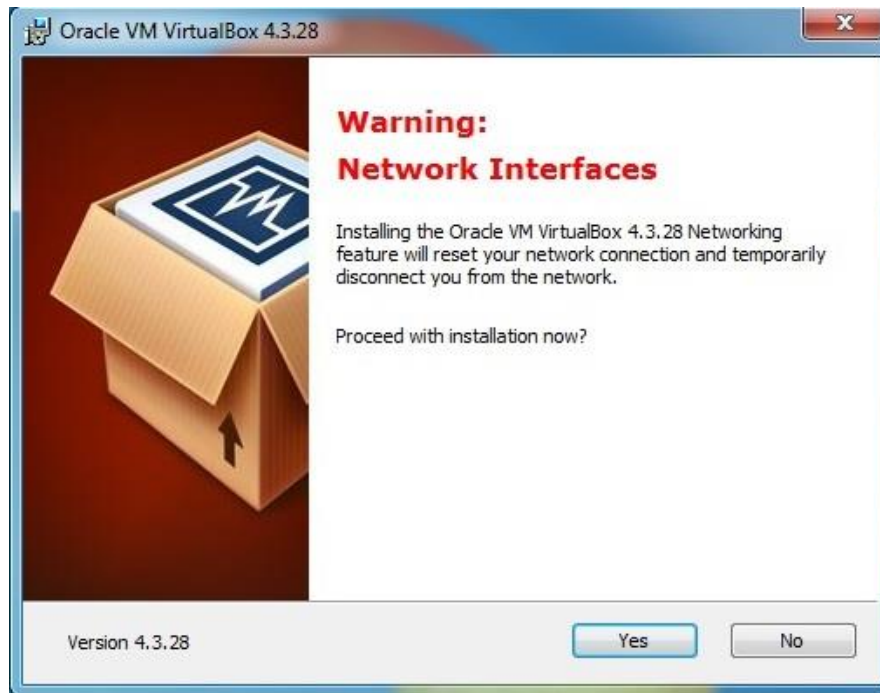 Oracle VM VirtualBox 4.3.28
Warning:
Network Interfaces
Installing the Oracle VM VirtualBox 4.3.28 Networking
feature will reset your network connection and temporarily
disconnect you from the network.
Proceed with installation now?
Version 4.3.28
Yes
No